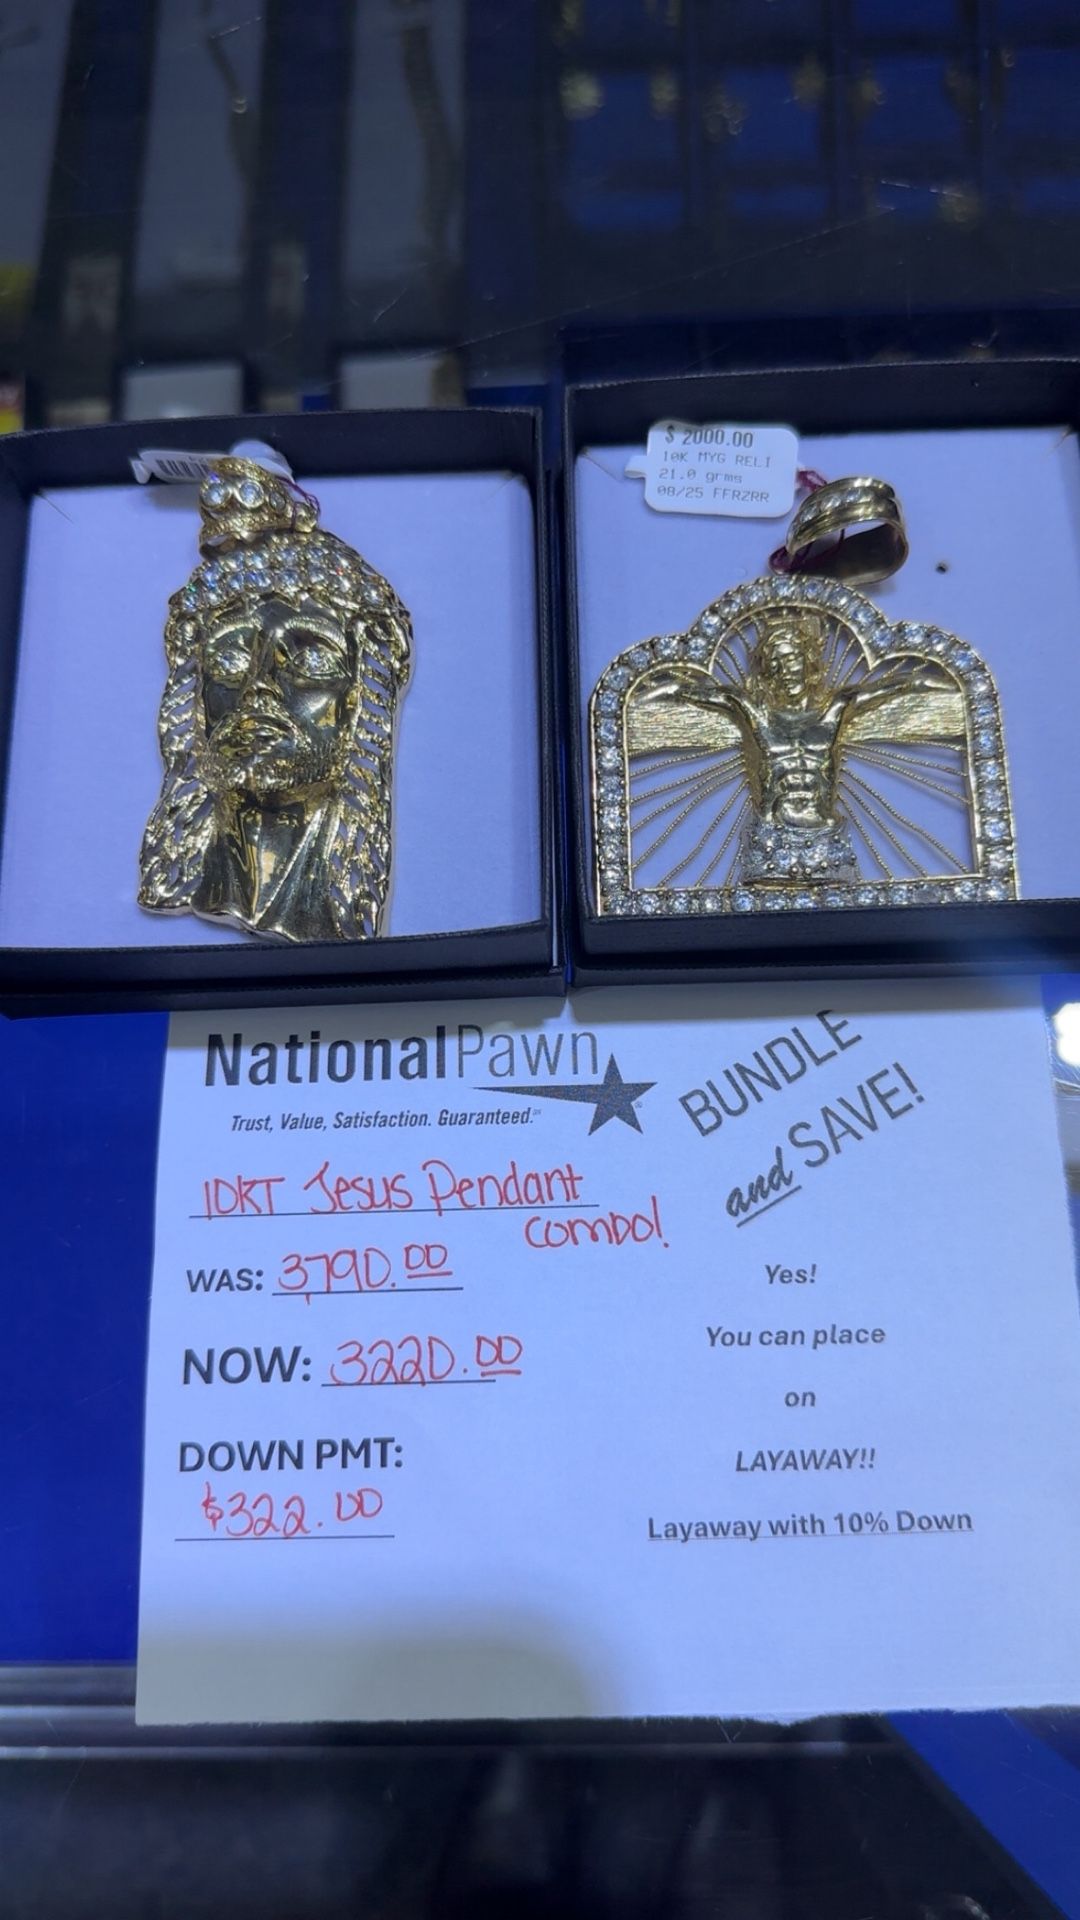 $ 2000.00
10K MYG RELI
21.0 grms
08/25 FFRZRR
NationalPawn
Trust, Value, Satisfaction. Guaranteed.
BUNDLE
and SAVE!
10KT Jesus Pendant
combo!
WAS: 3,790.00
NOW: 3220.00
DOWN PMT:
$322.00
Yes!
You can place
on
LAYAWAY!!
Layaway with 10% Down